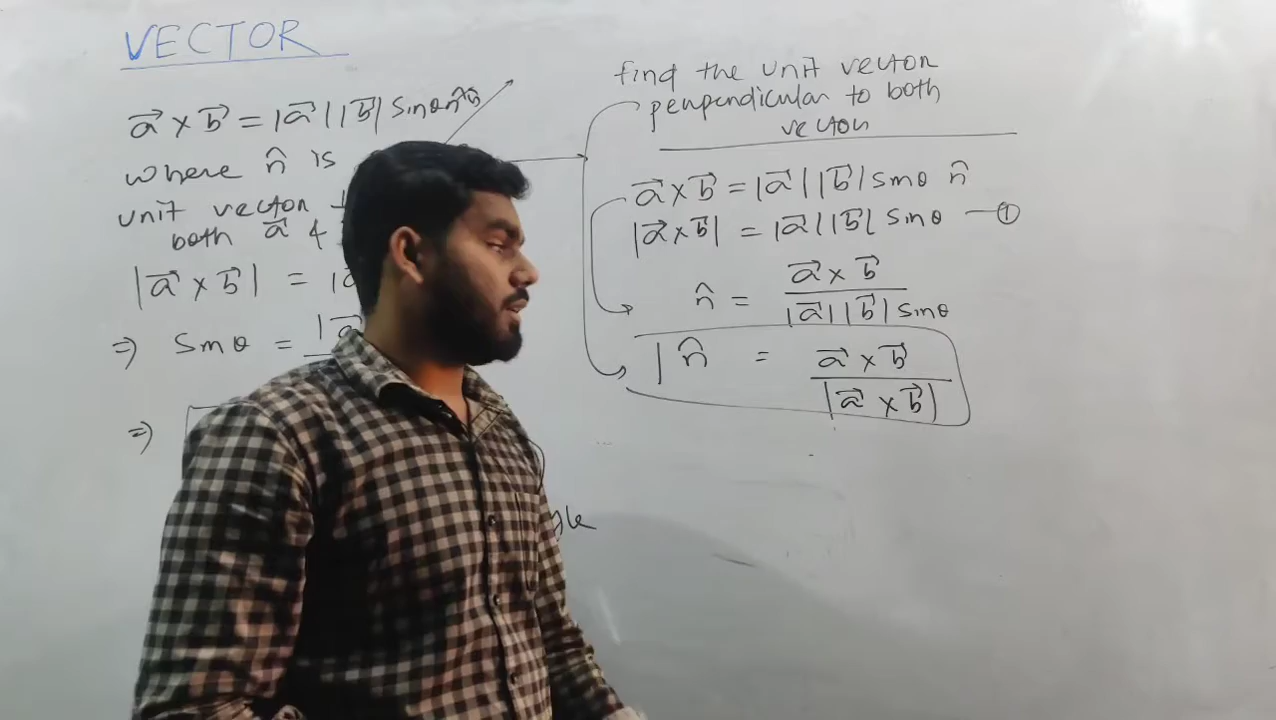 VECTOR
a⃗ × b⃗ = |a⃗||b⃗| sinθ n̂
where n̂ is
unit vector
both a⃗ &
|a⃗ × b⃗| =
⇒ sinθ =
⇒
find the unit vector
perpendicular to both
vector
a⃗ × b⃗ = |a⃗||b⃗| sinθ n̂
|a⃗ × b⃗| = |a⃗||b⃗| sinθ — ①
n̂ = a⃗ × b⃗ / |a⃗||b⃗| sinθ
n̂ = a⃗ × b⃗ / |a⃗ × b⃗|